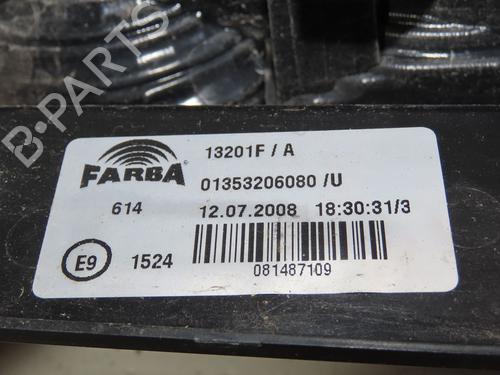 B-PARTS
FARBA
13201F / A
01353206080 /U
614
12.07.2008 18:30:31/3
E9
1524
081487109